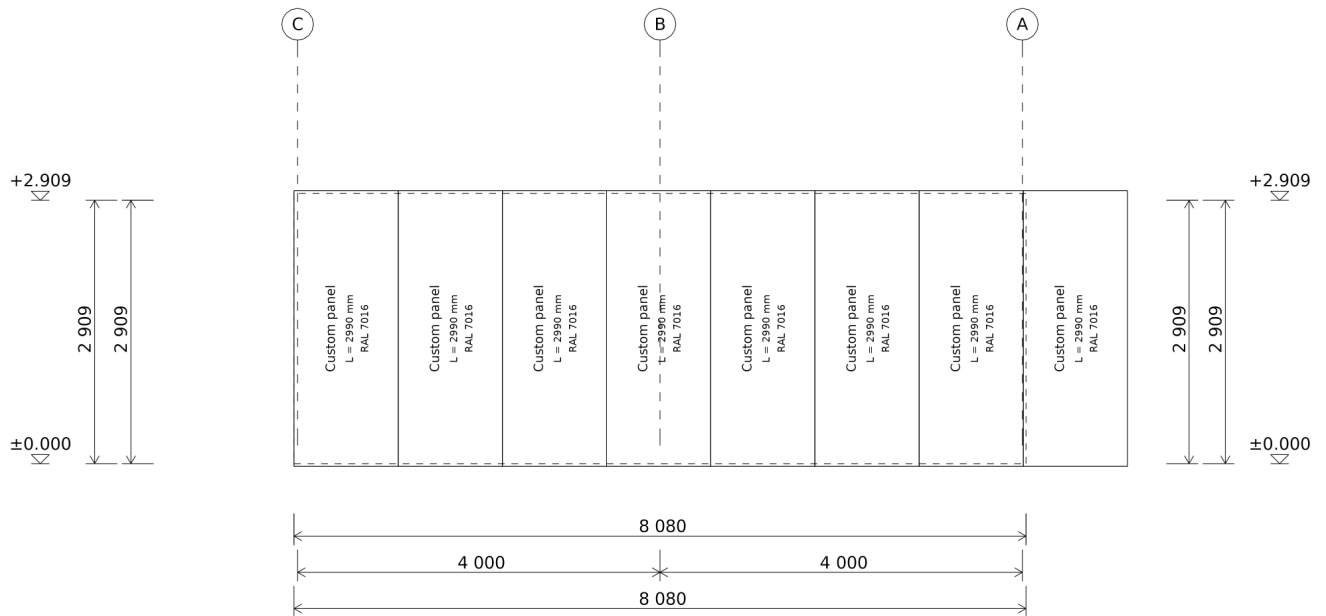 C
B
A
+2.909
+2.909
2 909
2 909
Custom panel
L = 2990 mm
RAL 7016
Custom panel
L = 2990 mm
RAL 7016
Custom panel
L = 2990 mm
RAL 7016
Custom panel
L = 2990 mm
RAL 7016
Custom panel
L = 2990 mm
RAL 7016
Custom panel
L = 2990 mm
RAL 7016
Custom panel
L = 2990 mm
RAL 7016
Custom panel
L = 2990 mm
RAL 7016
2 909
2 909
±0.000
±0.000
8 080
4 000
4 000
8 080